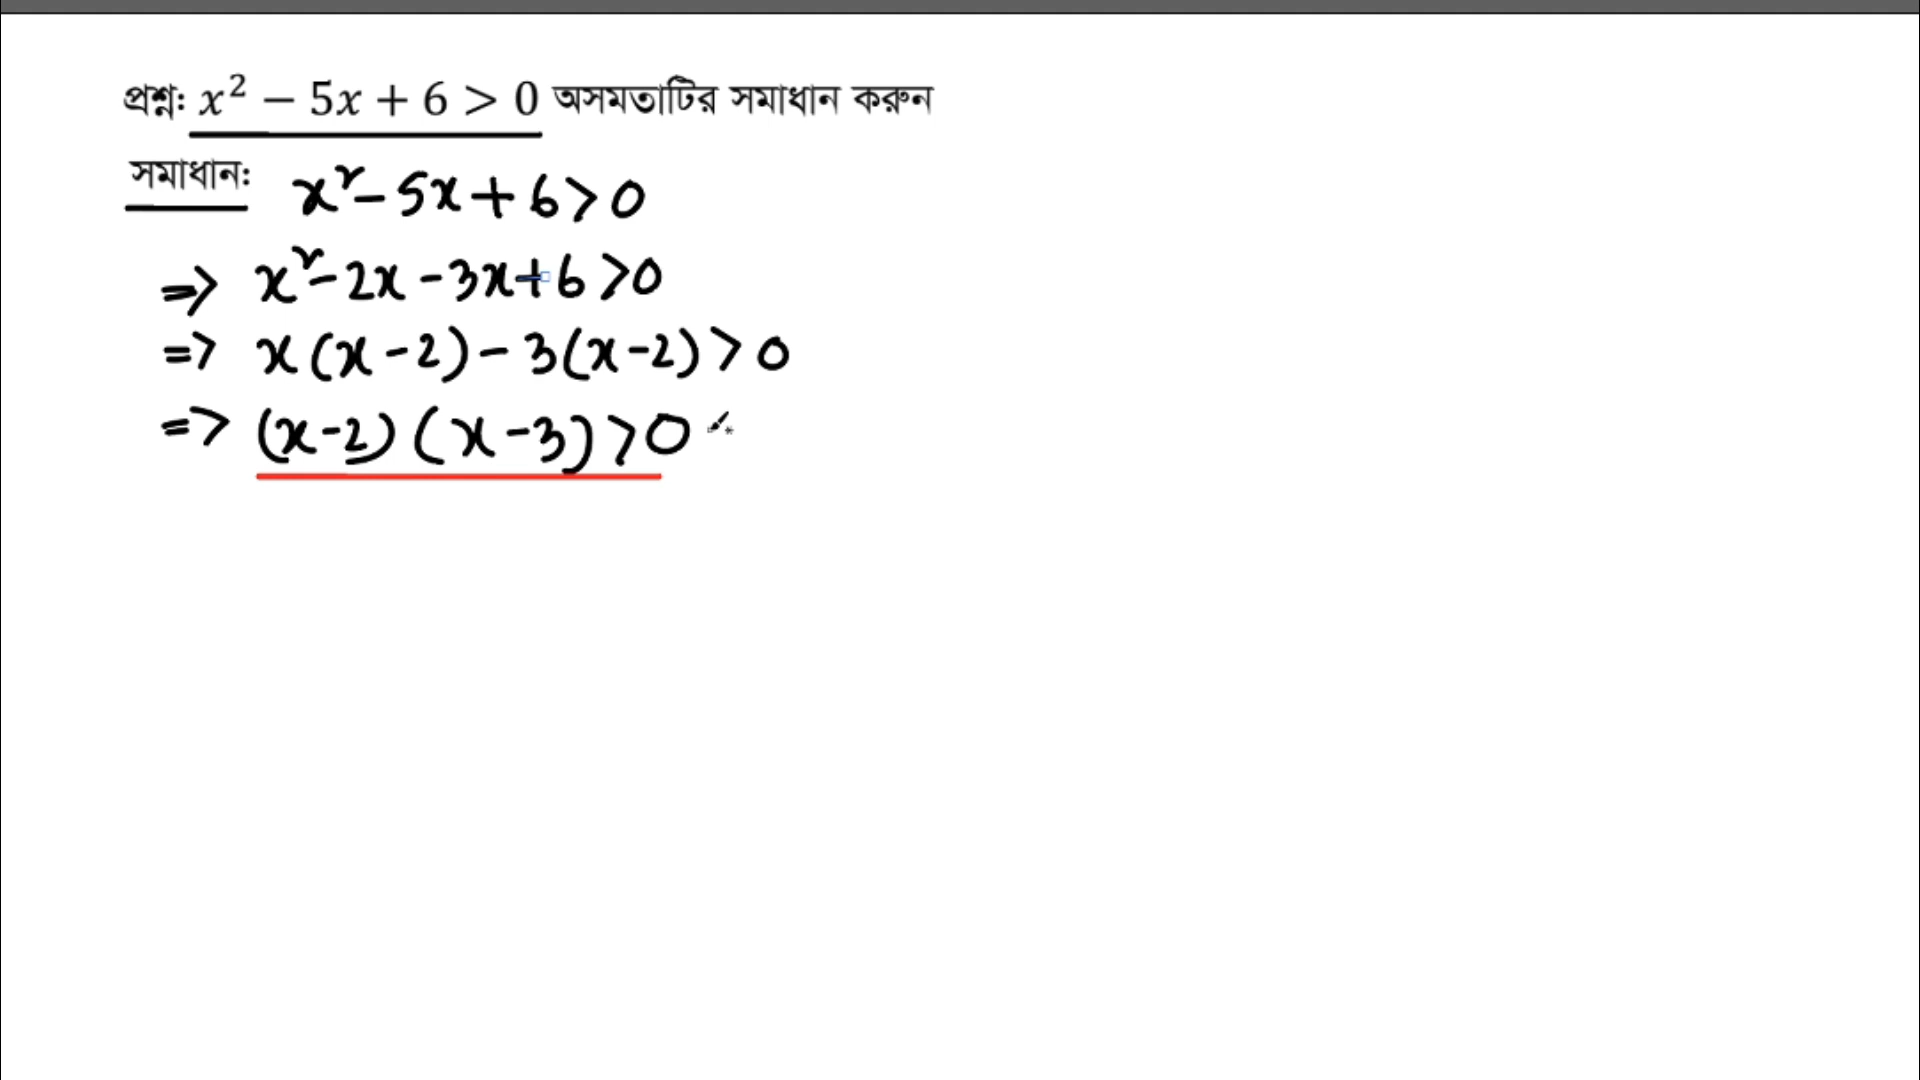 প্রশ্নঃ x² − 5x + 6 > 0 অসমতাটির সমাধান করুন
সমাধানঃ x² - 5x + 6 > 0
=> x² - 2x - 3x + 6 > 0
=> x(x - 2) - 3(x - 2) > 0
=> (x - 2)(x - 3) > 0